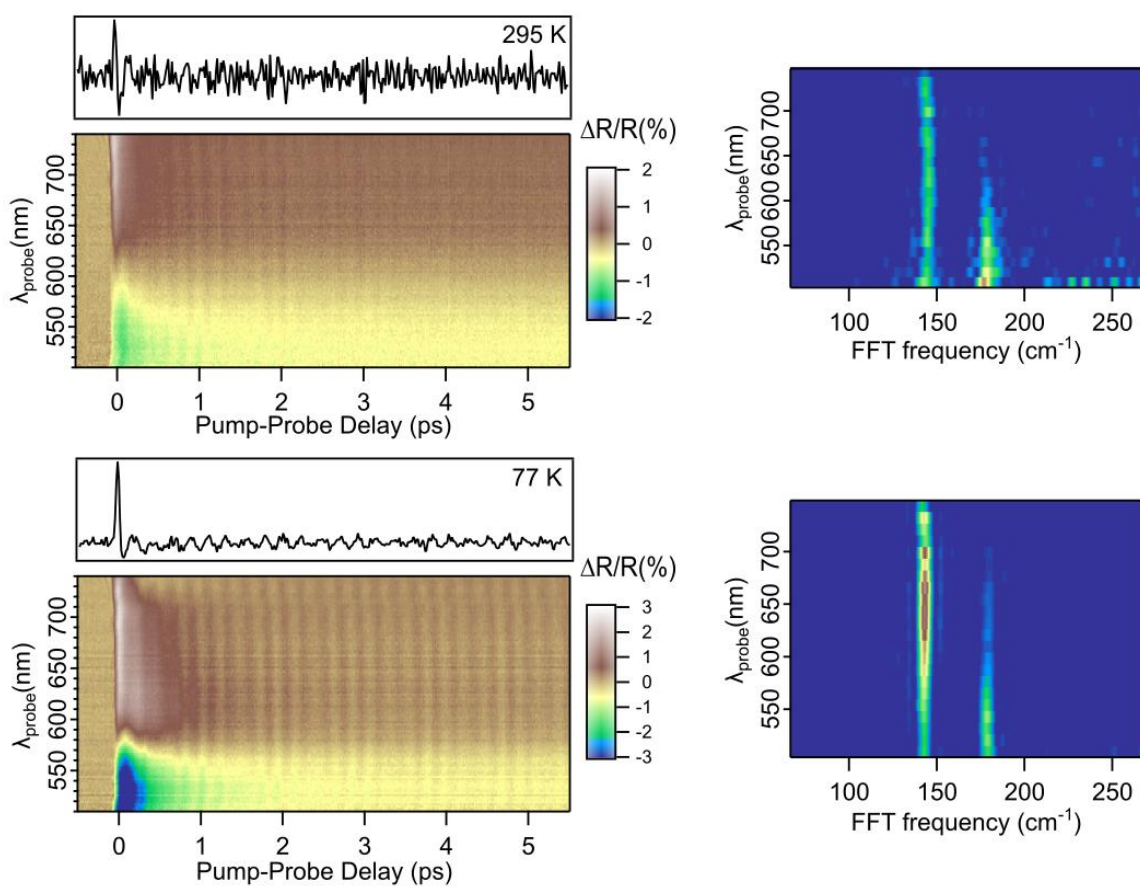 295 K
ΔR/R(%)
2
1
0
-1
-2
λprobe(nm)
700
650
600
550
0 1 2 3 4 5
Pump-Probe Delay (ps)
λprobe(nm)
700
650
600
550
100 150 200 250
FFT frequency (cm⁻¹)
77 K
ΔR/R(%)
3
2
1
0
-1
-2
-3
λprobe(nm)
700
650
600
550
0 1 2 3 4 5
Pump-Probe Delay (ps)
λprobe(nm)
700
650
600
550
100 150 200 250
FFT frequency (cm⁻¹)